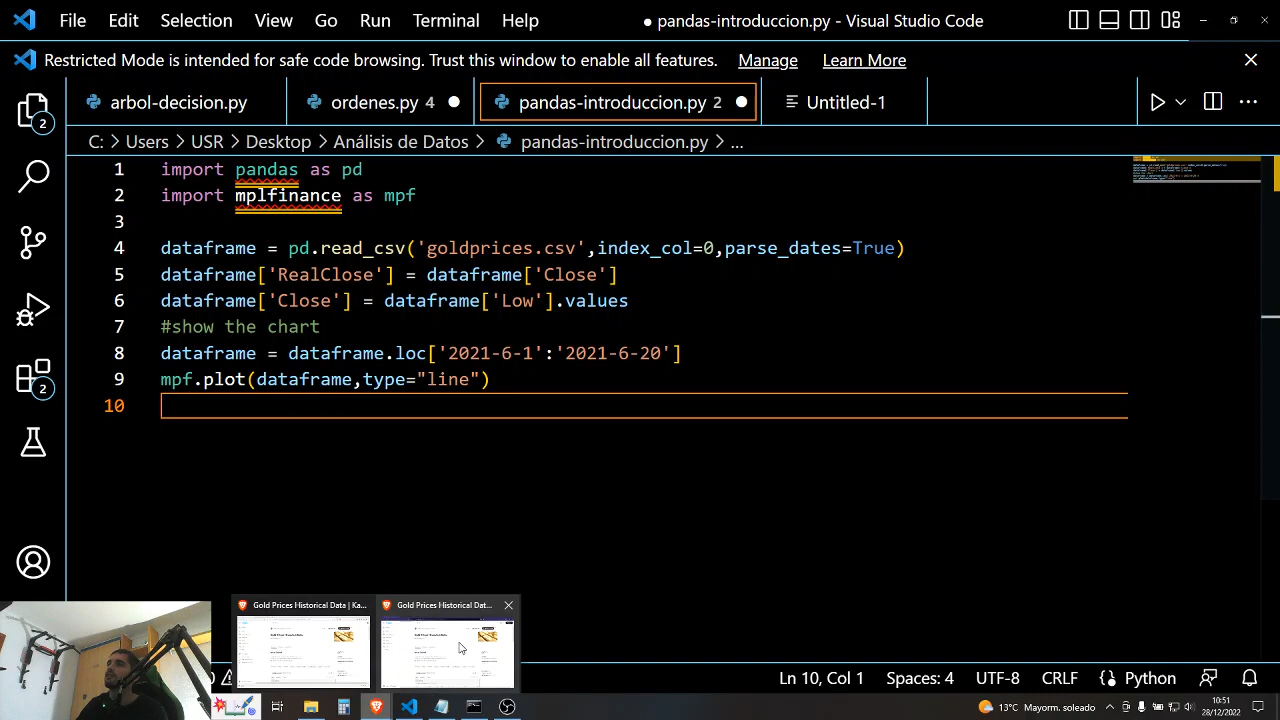 File Edit Selection View Go Run Terminal Help ● pandas-introduccion.py - Visual Studio Code
Restricted Mode is intended for safe code browsing. Trust this window to enable all features. Manage Learn More
arbol-decision.py ordenes.py 4 ● pandas-introduccion.py 2 ● Untitled-1
C: > Users > USR > Desktop > Análisis de Datos > pandas-introduccion.py > ...
1 import pandas as pd
2 import mplfinance as mpf
3
4 dataframe = pd.read_csv('goldprices.csv',index_col=0,parse_dates=True)
5 dataframe['RealClose'] = dataframe['Close']
6 dataframe['Close'] = dataframe['Low'].values
7 #show the chart
8 dataframe = dataframe.loc['2021-6-1':'2021-6-20']
9 mpf.plot(dataframe,type="line")
10
2
2
Gold Prices Historical Data | Ka... Gold Prices Historical Dat...
Ln 10, Col 1 Spaces: 4 UTF-8 CRLF Python
13°C Mayorm. soleado 10:51
28/12/2022